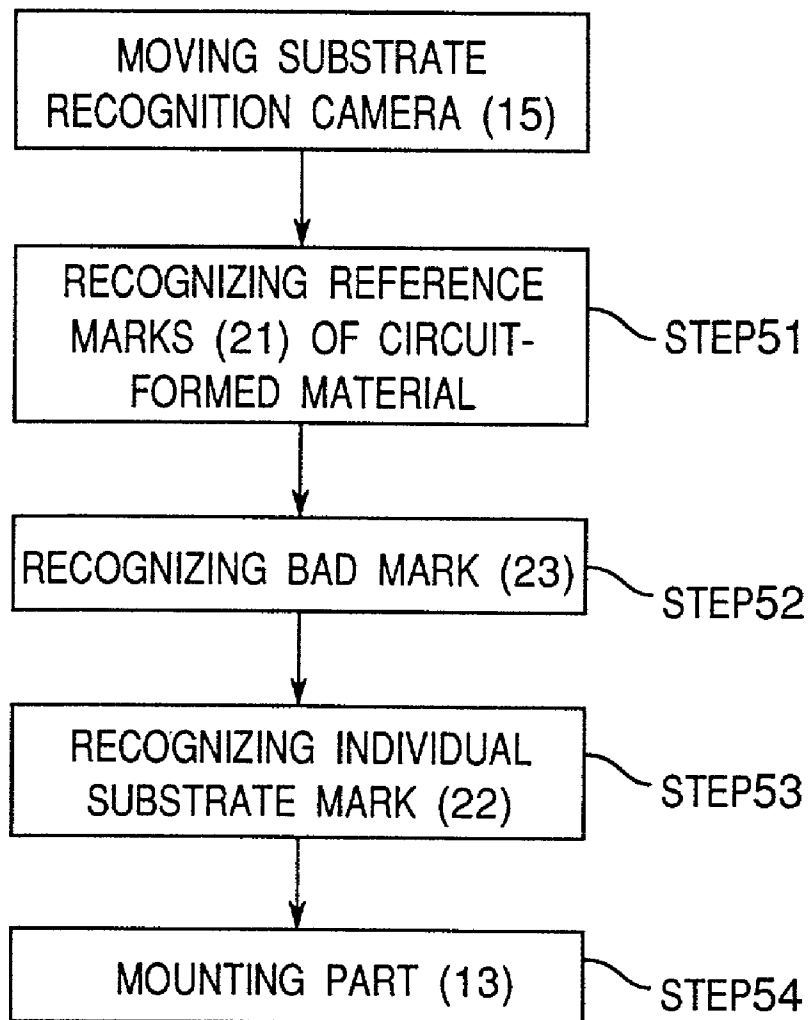 MOVING SUBSTRATE
RECOGNITION CAMERA (15)
RECOGNIZING REFERENCE
MARKS (21) OF CIRCUIT-
FORMED MATERIAL
STEP51
RECOGNIZING BAD MARK (23)
STEP52
RECOGNIZING INDIVIDUAL
SUBSTRATE MARK (22)
STEP53
MOUNTING PART (13)
STEP54